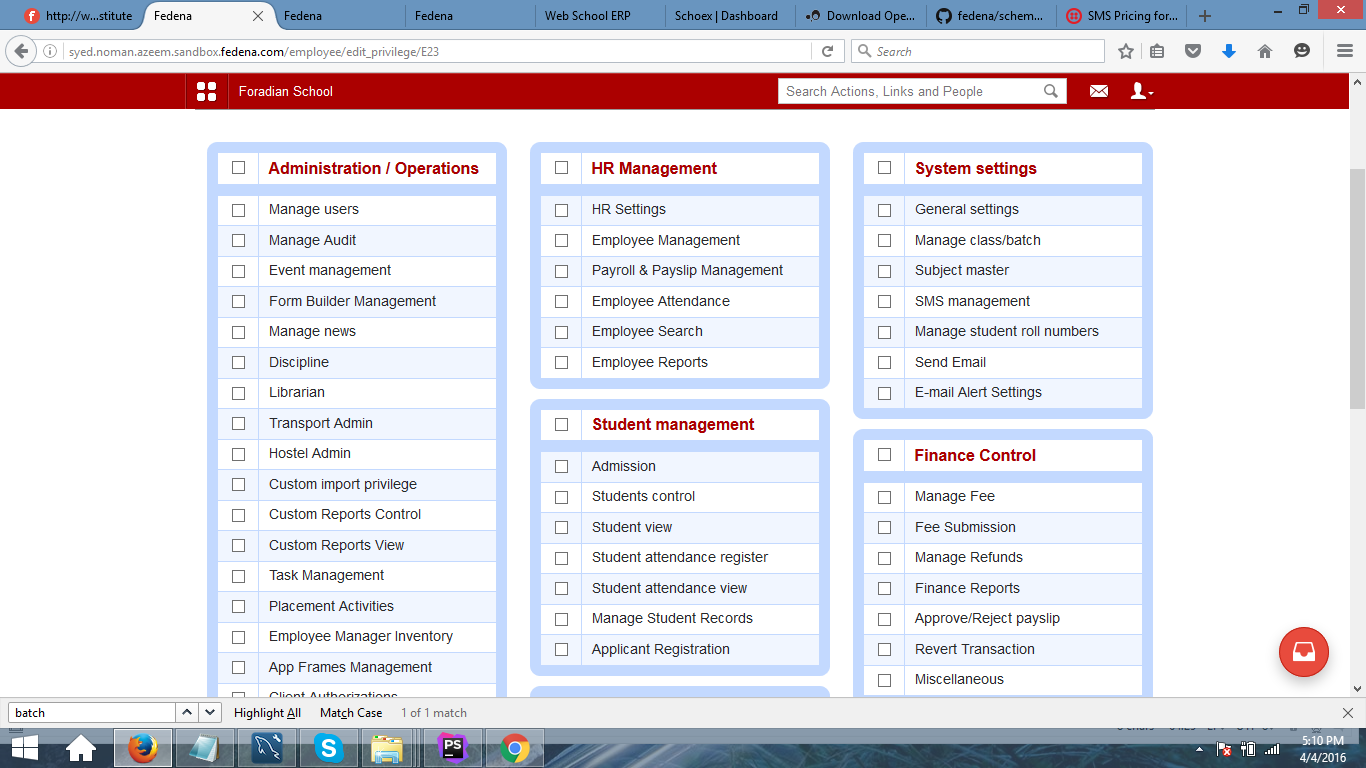 http://w...stitute
Fedena
Fedena
Fedena
Web School ERP
Schoex | Dashboard
Download Ope...
fedena/schem...
SMS Pricing for...
syed.noman.azeem.sandbox.fedena.com/employee/edit_privilege/E23
Search
Foradian School
Search Actions, Links and People
Administration / Operations
Manage users
Manage Audit
Event management
Form Builder Management
Manage news
Discipline
Librarian
Transport Admin
Hostel Admin
Custom import privilege
Custom Reports Control
Custom Reports View
Task Management
Placement Activities
Employee Manager Inventory
App Frames Management
Client Authorizations
HR Management
HR Settings
Employee Management
Payroll & Payslip Management
Employee Attendance
Employee Search
Employee Reports
Student management
Admission
Students control
Student view
Student attendance register
Student attendance view
Manage Student Records
Applicant Registration
System settings
General settings
Manage class/batch
Subject master
SMS management
Manage student roll numbers
Send Email
E-mail Alert Settings
Finance Control
Manage Fee
Fee Submission
Manage Refunds
Finance Reports
Approve/Reject payslip
Revert Transaction
Miscellaneous
batch
Highlight All
Match Case
1 of 1 match
PS
5:10 PM
4/4/2016